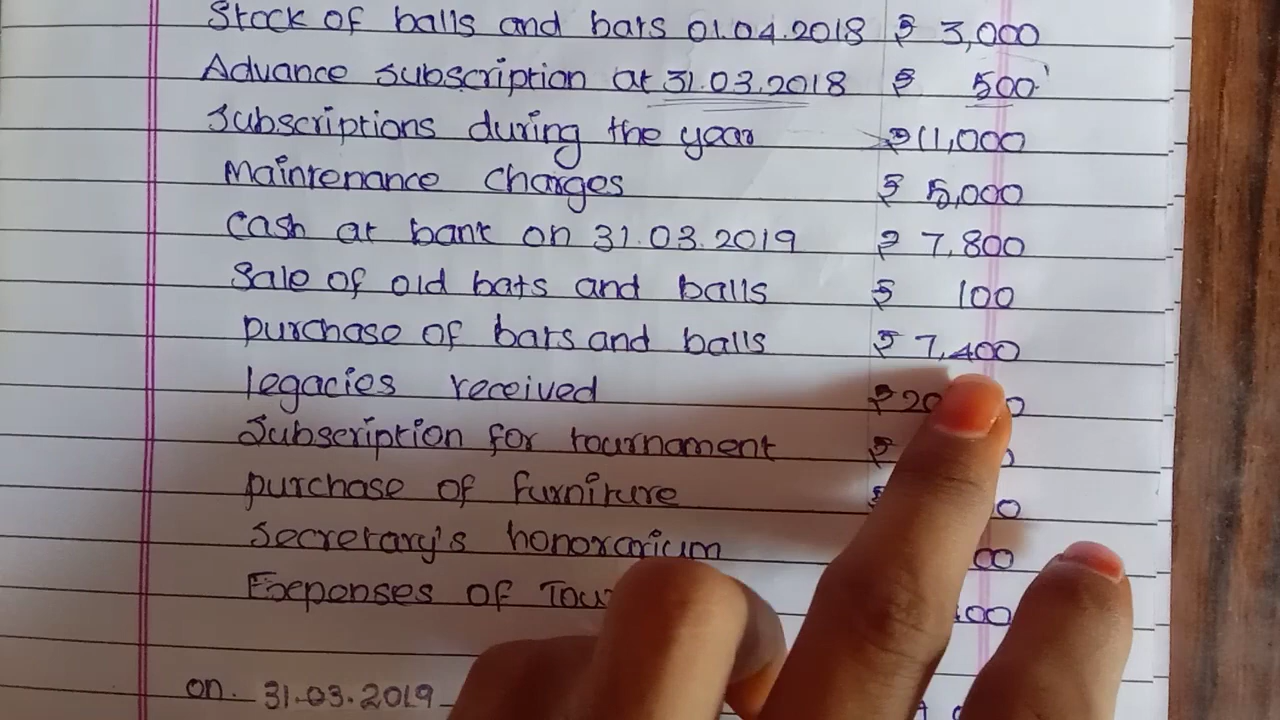 Stock of balls and bats 01.04.2018 ₹ 3,000
Advance subscription at 31.03.2018 ₹ 500
Subscriptions during the year ₹ 11,000
Maintenance Charges ₹ 5,000
Cash at bank on 31.03.2019 ₹ 7,800
Sale of old bats and balls ₹ 100
purchase of bats and balls ₹ 7,400
legacies received ₹
Subscription for tournament ₹
purchase of furniture
Secretary's honorarium
Expenses of
on. 31.03.2019